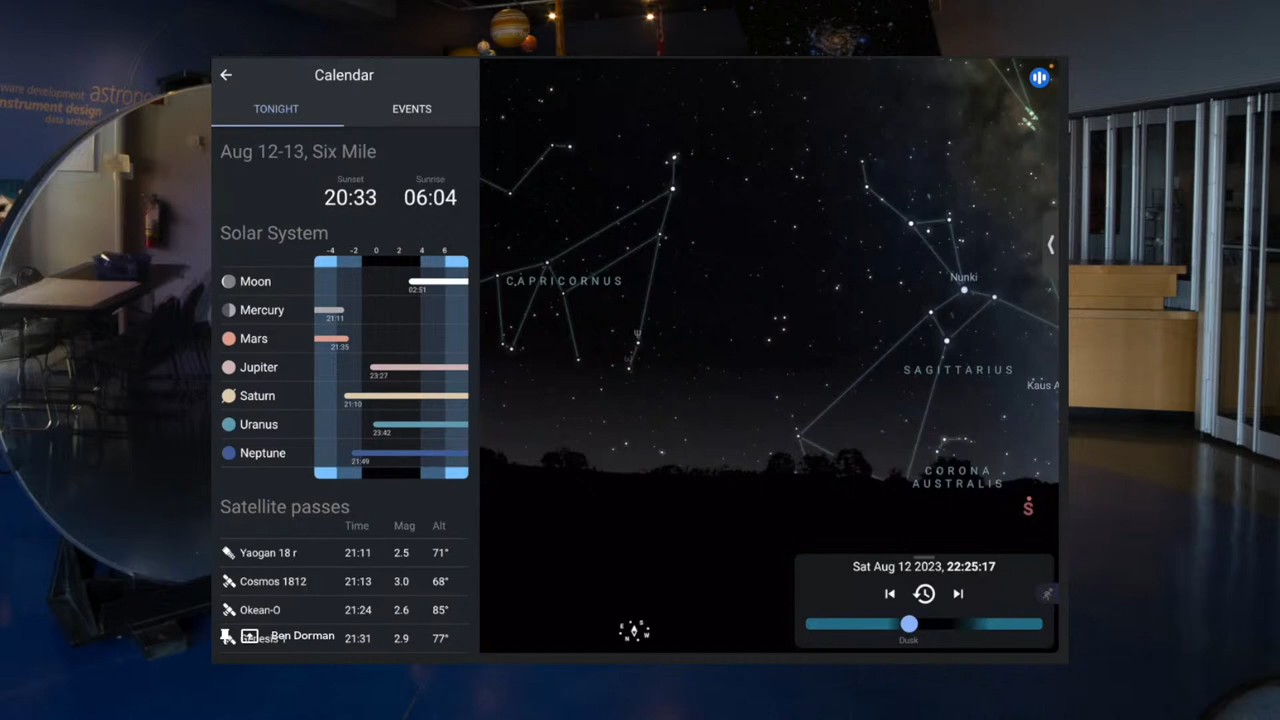 ware development astrono
instrument design
data archiv
Calendar
TONIGHT EVENTS
Aug 12-13, Six Mile
Sunset Sunrise
20:33 06:04
Solar System
-4 -2 0 2 4 6
Moon
02:51
Mercury
21:11
Mars
21:35
Jupiter
23:27
Saturn
21:10
Uranus
23:42
Neptune
21:49
Satellite passes
Time Mag Alt
Yaogan 18 r 21:11 2.5 71°
Cosmos 1812 21:13 3.0 68°
Okean-O 21:24 2.6 85°
Genesis I 21:31 2.9 77°
Ben Dorman
CAPRICORNUS
Ψ
Nunki
SAGITTARIUS
Kaus A
CORONA
AUSTRALIS
S
E S
N W
Sat Aug 12 2023, 22:25:17
Dusk